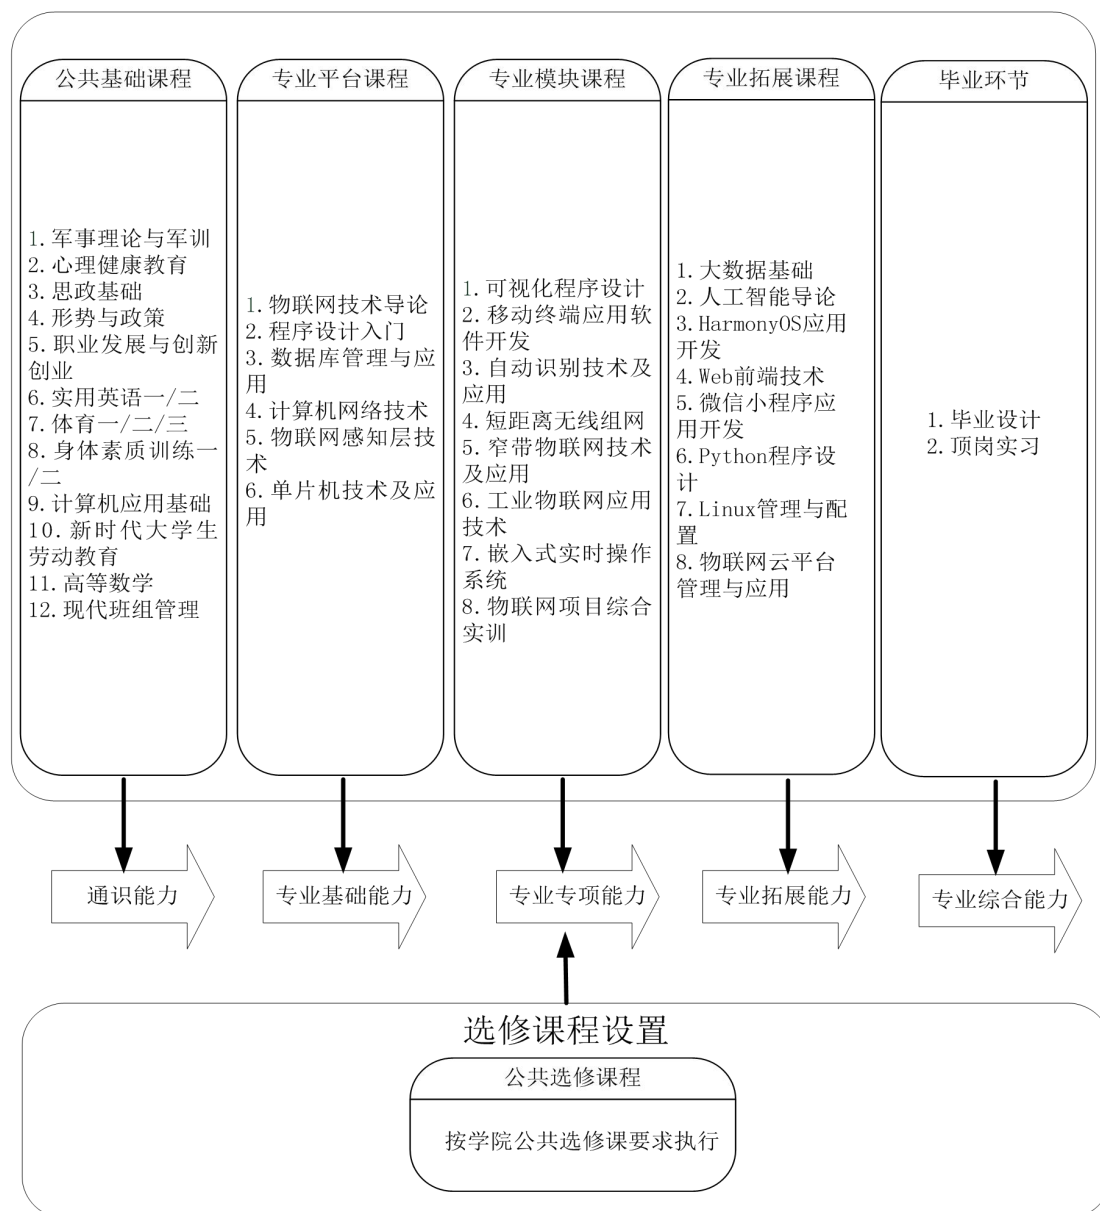 公共基础课程
1.军事理论与军训
2.心理健康教育
3.思政基础
4.形势与政策
5.职业发展与创新
创业
6.实用英语一/二
7.体育一/二/三
8.身体素质训练一
/二
9.计算机应用基础
10.新时代大学生
劳动教育
11.高等数学
12.现代班组管理
专业平台课程
1.物联网技术导论
2.程序设计入门
3.数据库管理与应
用
4.计算机网络技术
5.物联网感知层技
术
6.单片机技术及应
用
专业模块课程
1.可视化程序设计
2.移动终端应用软
件开发
3.自动识别技术及
应用
4.短距离无线组网
5.窄带物联网技术
及应用
6.工业物联网应用
技术
7.嵌入式实时操作
系统
8.物联网项目综合
实训
专业拓展课程
1.大数据基础
2.人工智能导论
3.HarmonyOS应用
开发
4.Web前端技术
5.微信小程序应
用开发
6.Python程序设
计
7.Linux管理与配
置
8.物联网云平台
管理与应用
毕业环节
1.毕业设计
2.顶岗实习
通识能力
专业基础能力
专业专项能力
专业拓展能力
专业综合能力
选修课程设置
公共选修课程
按学院公共选修课要求执行